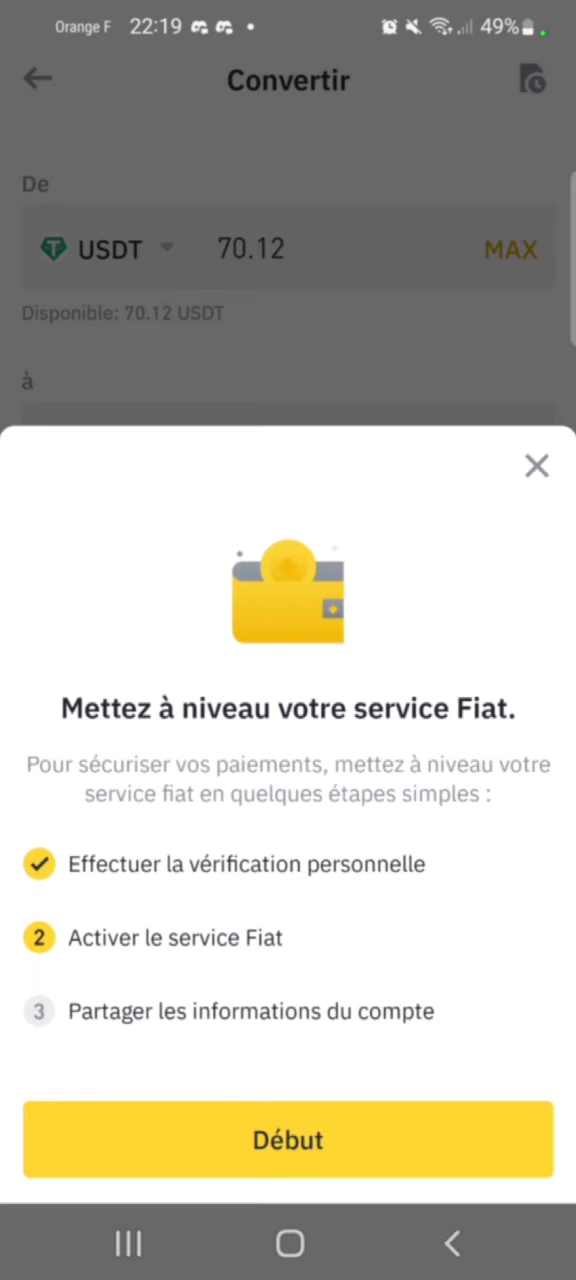 Orange F 22:19 49%
Convertir
De
USDT 70.12 MAX
Disponible: 70.12 USDT
à
Mettez à niveau votre service Fiat.
Pour sécuriser vos paiements, mettez à niveau votre
service fiat en quelques étapes simples :
Effectuer la vérification personnelle
2 Activer le service Fiat
3 Partager les informations du compte
Début